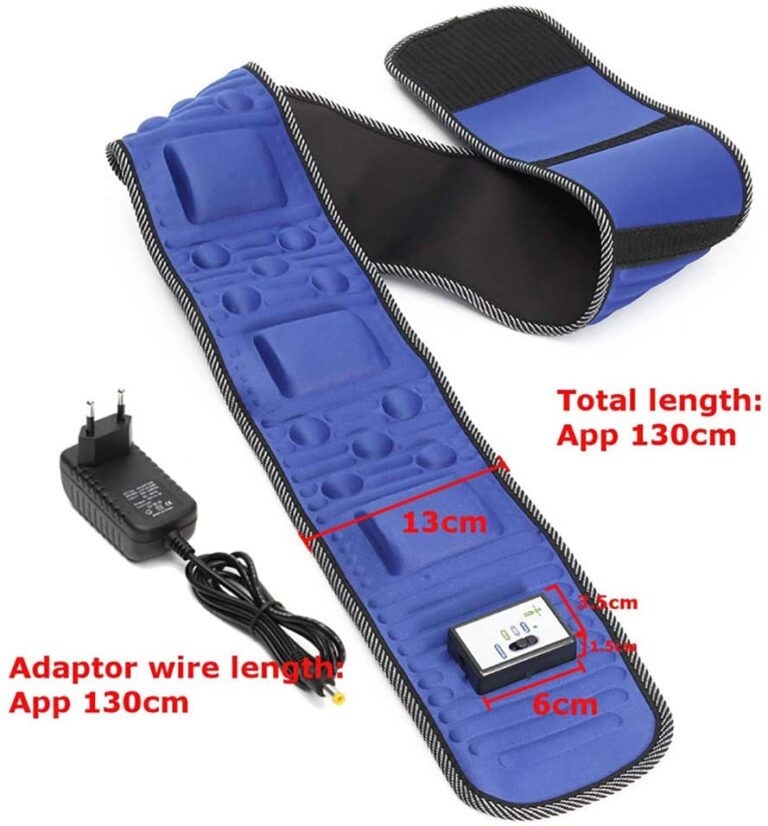 Total length:
App 130cm
13cm
3.5cm
1.5cm
6cm
Adaptor wire length:
App 130cm